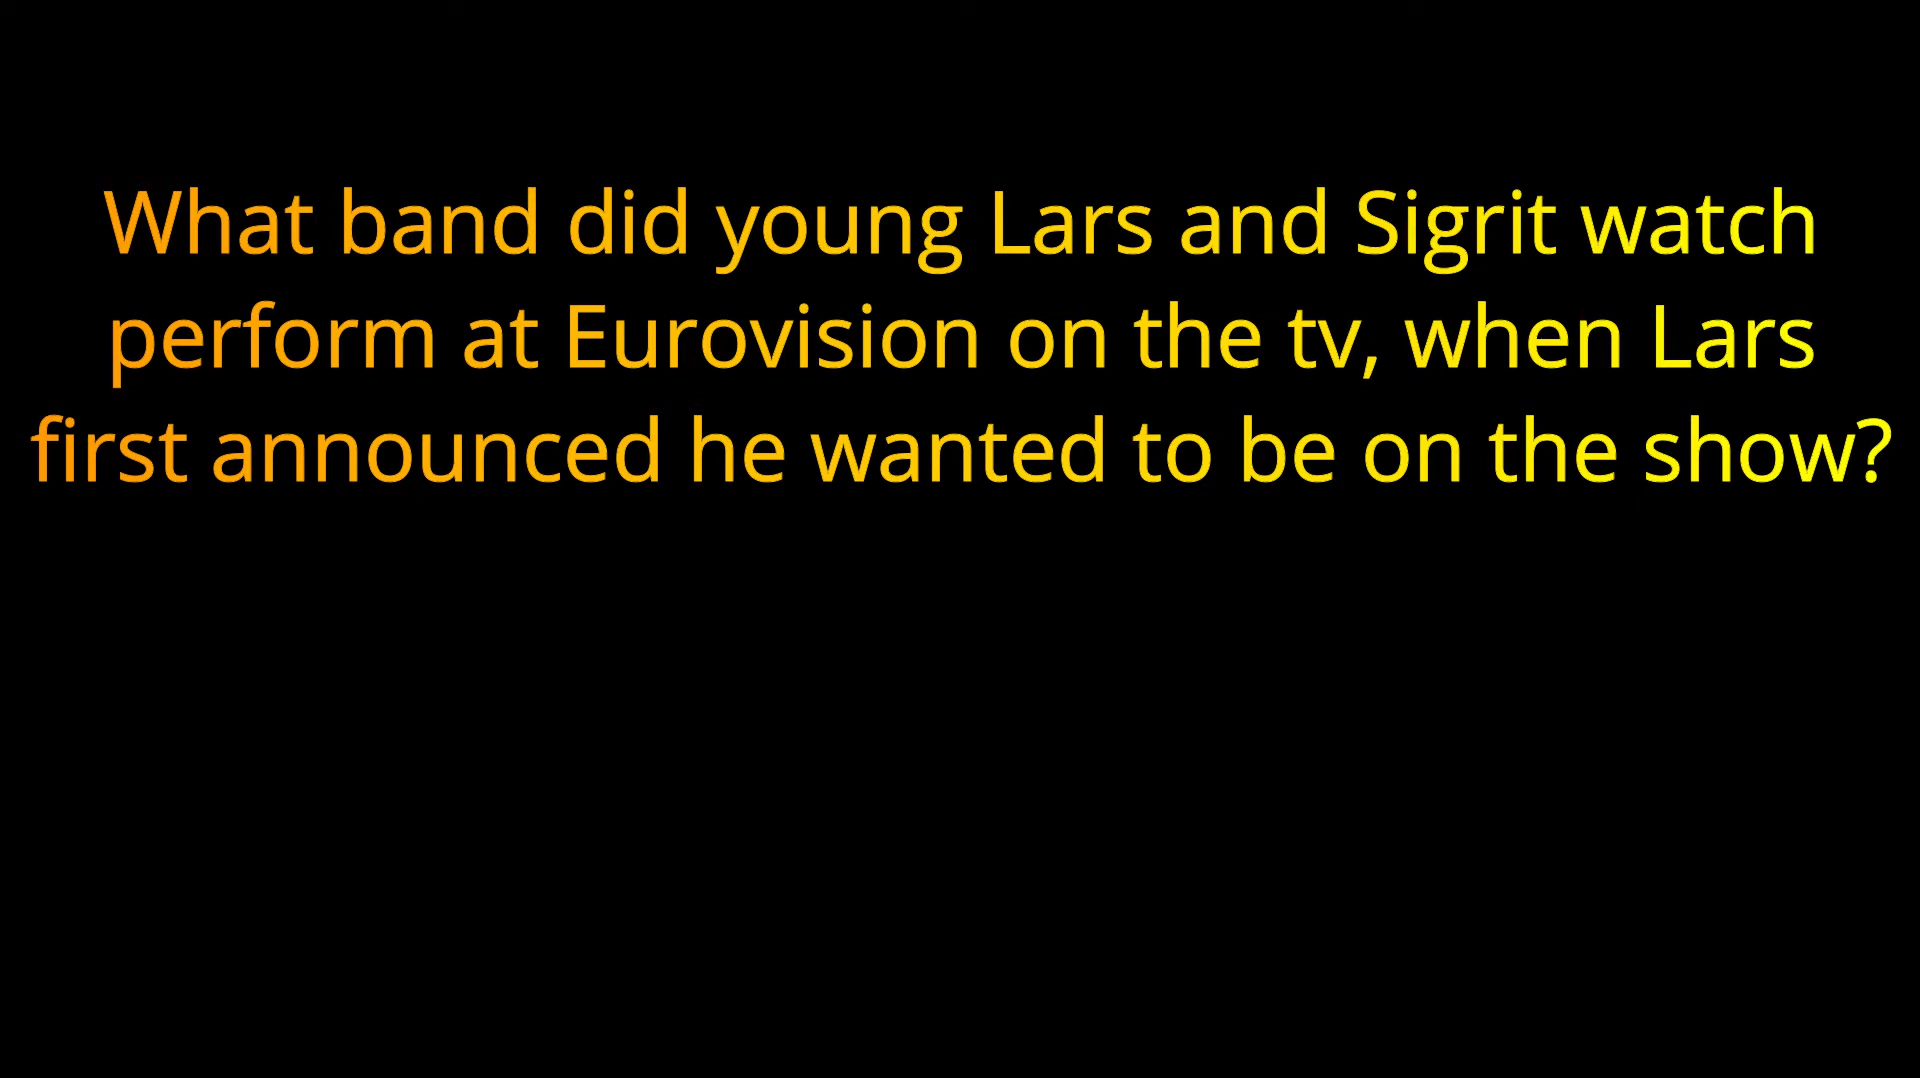 What band did young Lars and Sigrit watch
perform at Eurovision on the tv, when Lars
first announced he wanted to be on the show?